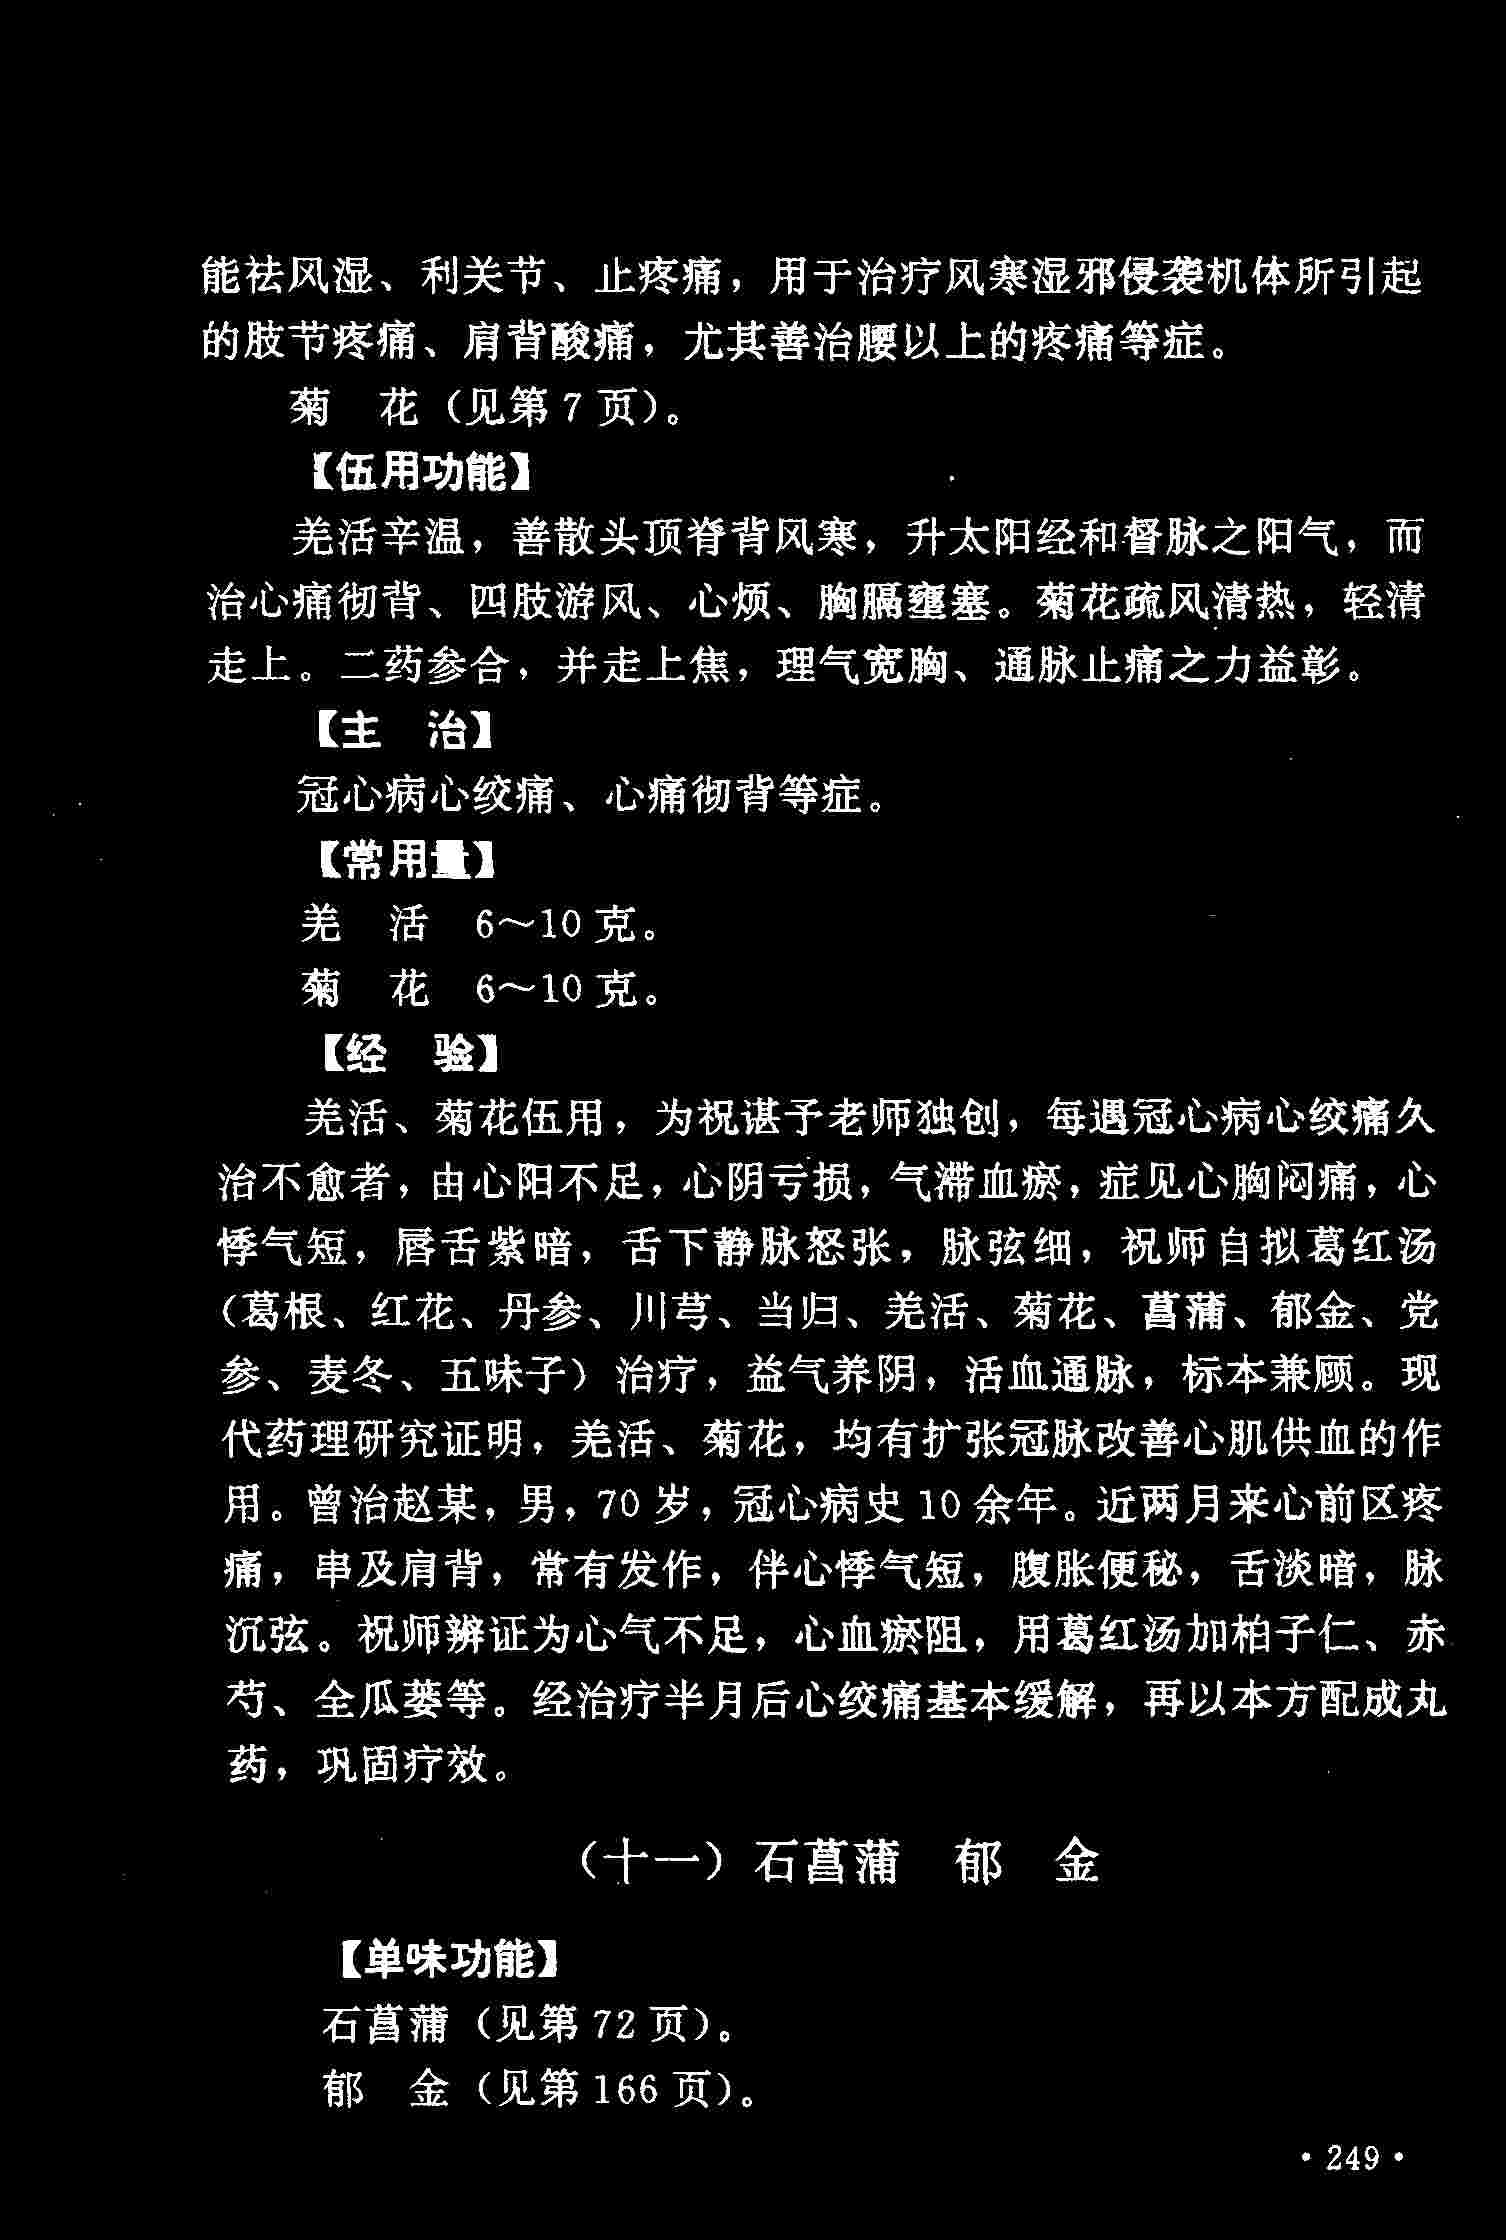 能祛风湿、利关节、止疼痛，用于治疗风寒湿邪侵袭机体所引起
的肢节疼痛、肩背酸痛，尤其善治腰以上的疼痛等症。
菊　花（见第 7 页）。
【伍用功能】
羌活辛温，善散头顶脊背风寒，升太阳经和督脉之阳气，而
治心痛彻背、四肢游风、心烦、胸膈壅塞。菊花疏风清热，轻清
走上。二药参合，并走上焦，理气宽胸、通脉止痛之力益彰。
【主　治】
冠心病心绞痛、心痛彻背等症。
【常用量】
羌　活　6～10 克。
菊　花　6～10 克。
【经　验】
羌活、菊花伍用，为祝谌予老师独创，每遇冠心病心绞痛久
治不愈者，由心阳不足，心阴亏损，气滞血瘀，症见心胸闷痛，心
悸气短，唇舌紫暗，舌下静脉怒张，脉弦细，祝师自拟葛红汤
（葛根、红花、丹参、川芎、当归、羌活、菊花、菖蒲、郁金、党
参、麦冬、五味子）治疗，益气养阴，活血通脉，标本兼顾。现
代药理研究证明，羌活、菊花，均有扩张冠脉改善心肌供血的作
用。曾治赵某，男，70 岁，冠心病史 10 余年。近两月来心前区疼
痛，串及肩背，常有发作，伴心悸气短，腹胀便秘，舌淡暗，脉
沉弦。祝师辨证为心气不足，心血瘀阻，用葛红汤加柏子仁、赤
芍、全瓜蒌等。经治疗半月后心绞痛基本缓解，再以本方配成丸
药，巩固疗效。
（十一）石菖蒲　郁　金
【单味功能】
石菖蒲（见第 72 页）。
郁　金（见第 166 页）。
· 249 ·